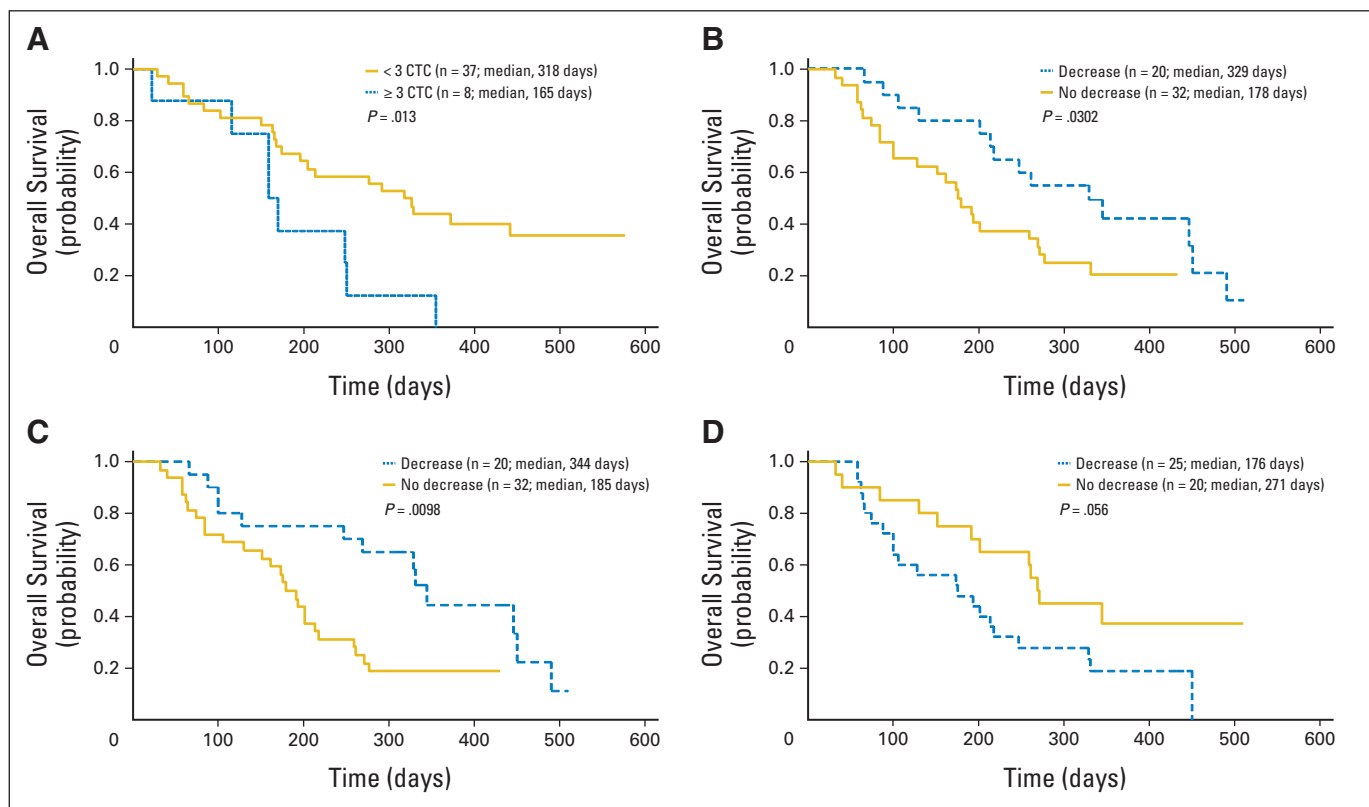 A
< 3 CTC (n = 37; median, 318 days)
≥ 3 CTC (n = 8; median, 165 days)
P = .013
Overall Survival
(probability)
1.0
0.8
0.6
0.4
0.2
0 100 200 300 400 500 600
Time (days)
B
Decrease (n = 20; median, 329 days)
No decrease (n = 32; median, 178 days)
P = .0302
Overall Survival
(probability)
1.0
0.8
0.6
0.4
0.2
0 100 200 300 400 500 600
Time (days)
C
Decrease (n = 20; median, 344 days)
No decrease (n = 32; median, 185 days)
P = .0098
Overall Survival
(probability)
1.0
0.8
0.6
0.4
0.2
0 100 200 300 400 500 600
Time (days)
D
Decrease (n = 25; median, 176 days)
No decrease (n = 20; median, 271 days)
P = .056
Overall Survival
(probability)
1.0
0.8
0.6
0.4
0.2
0 100 200 300 400 500 600
Time (days)